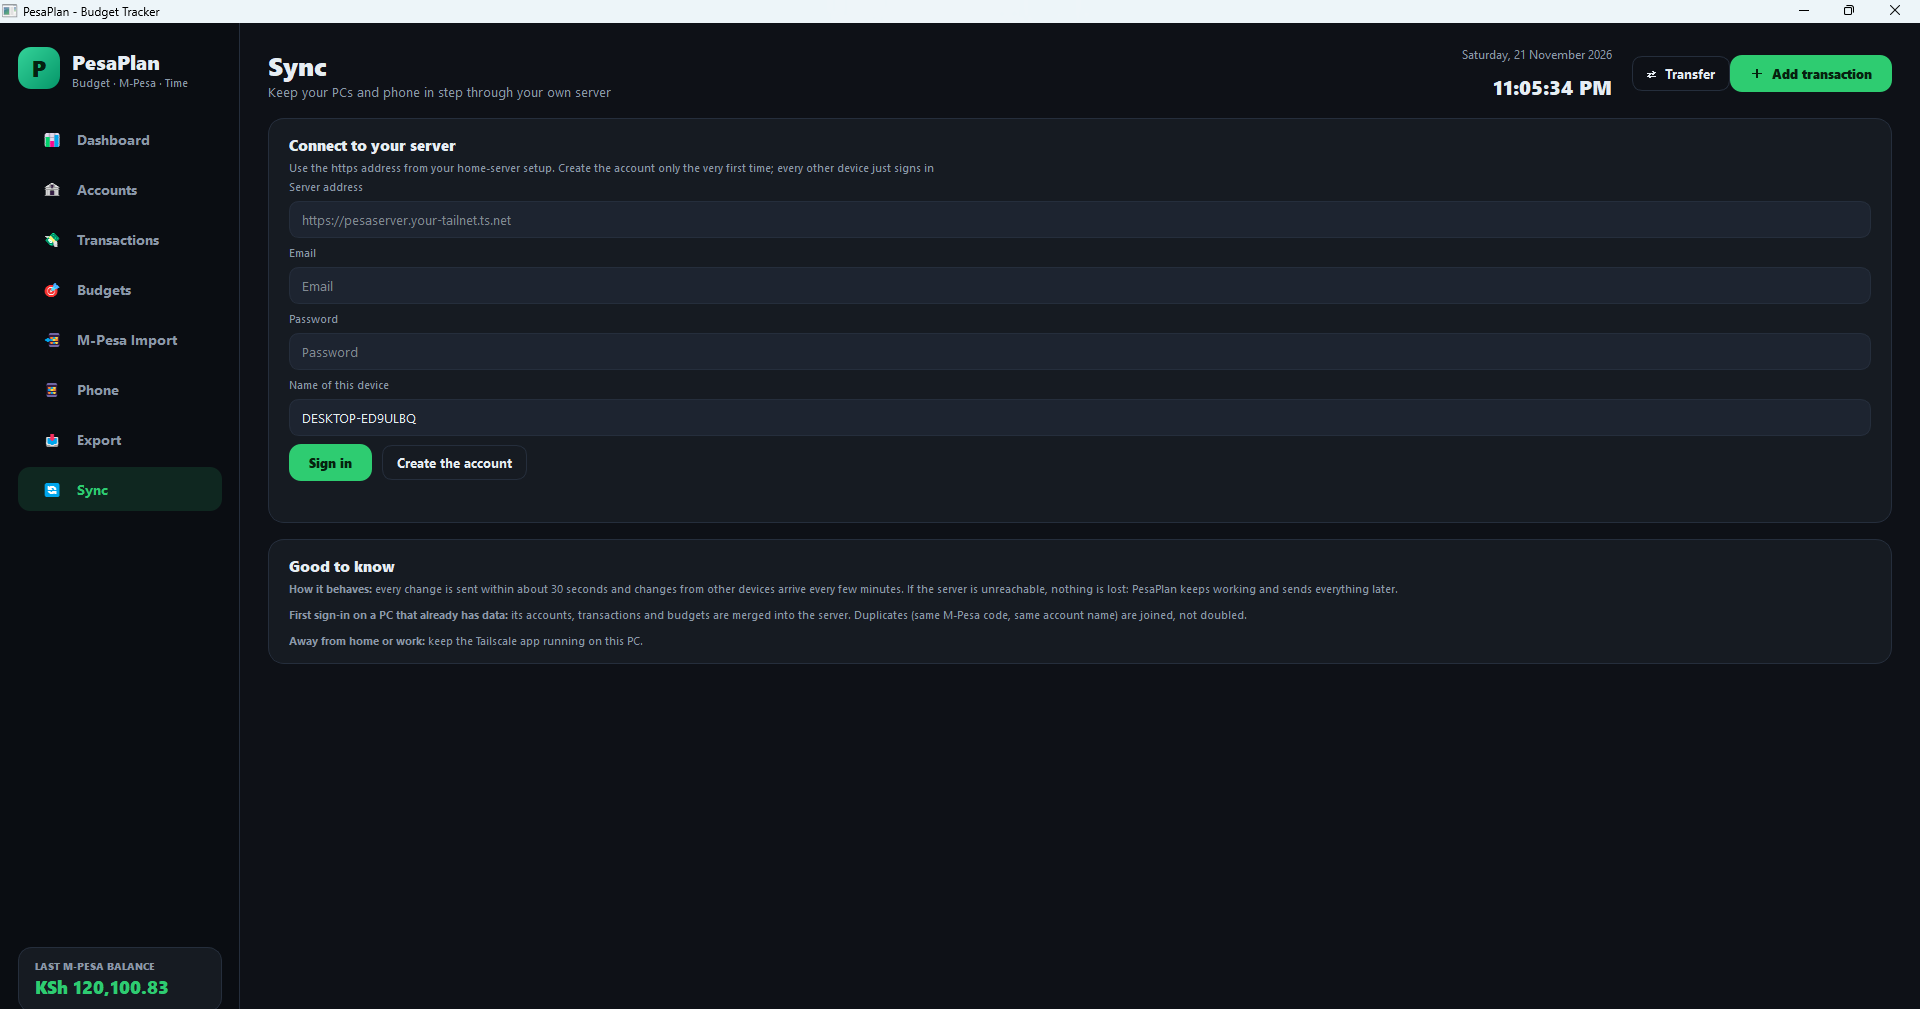 PesaPlan - Budget Tracker
P
PesaPlan
Budget · M-Pesa · Time
Dashboard
Accounts
Transactions
Budgets
M-Pesa Import
Phone
Export
Sync
LAST M-PESA BALANCE
KSh 120,100.83
Sync
Keep your PCs and phone in step through your own server
Saturday, 21 November 2026
11:05:34 PM
⇄ Transfer
+ Add transaction
Connect to your server
Use the https address from your home-server setup. Create the account only the very first time; every other device just signs in
Server address
https://pesaserver.your-tailnet.ts.net
Email
Email
Password
Password
Name of this device
DESKTOP-ED9ULBQ
Sign in
Create the account
Good to know
How it behaves: every change is sent within about 30 seconds and changes from other devices arrive every few minutes. If the server is unreachable, nothing is lost: PesaPlan keeps working and sends everything later.
First sign-in on a PC that already has data: its accounts, transactions and budgets are merged into the server. Duplicates (same M-Pesa code, same account name) are joined, not doubled.
Away from home or work: keep the Tailscale app running on this PC.